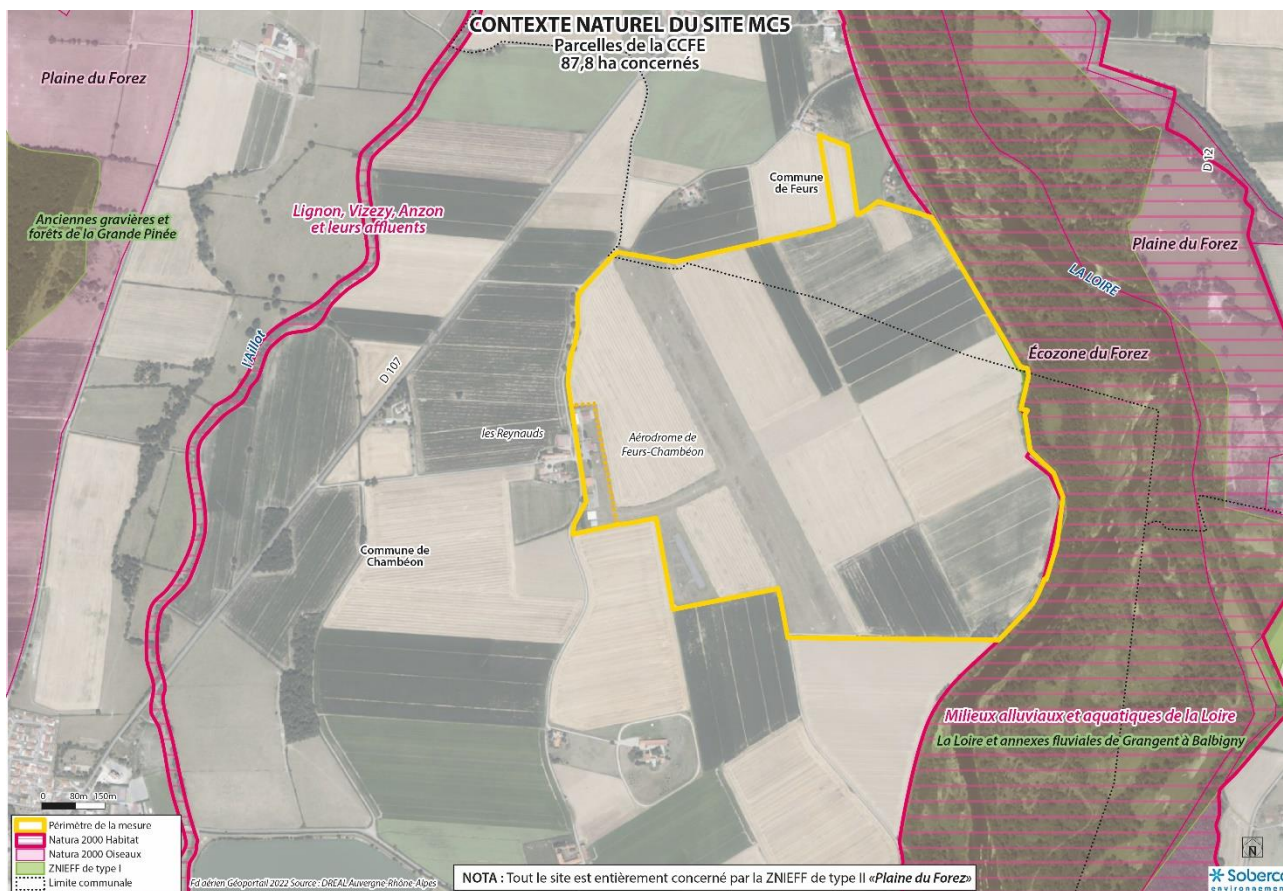 CONTEXTE NATUREL DU SITE MC5
Parcelles de la CCFE
87,8 ha concernés
Plaine du Forez
Anciennes gravières et
forêts de la Grande Pinée
Lignon, Vizezy, Anzon
et leurs affluents
l'Aillot
D 107
Commune
de Feurs
D 12
Plaine du Forez
LA LOIRE
Écozone du Forez
les Reynauds
Aérodrome de
Feurs-Chambéon
Commune de
Chambéon
Milieux alluviaux et aquatiques de la Loire
La Loire et annexes fluviales de Grangent à Balbigny
0 80m 150m
Périmètre de la mesure
Natura 2000 Habitat
Natura 2000 Oiseaux
ZNIEFF de type I
Limite communale
Fd aérien Géoportail 2022 Source : DREAL Auvergne-Rhône-Alpes
NOTA : Tout le site est entièrement concerné par la ZNIEFF de type II «Plaine du Forez»
N
Soberco
environnement